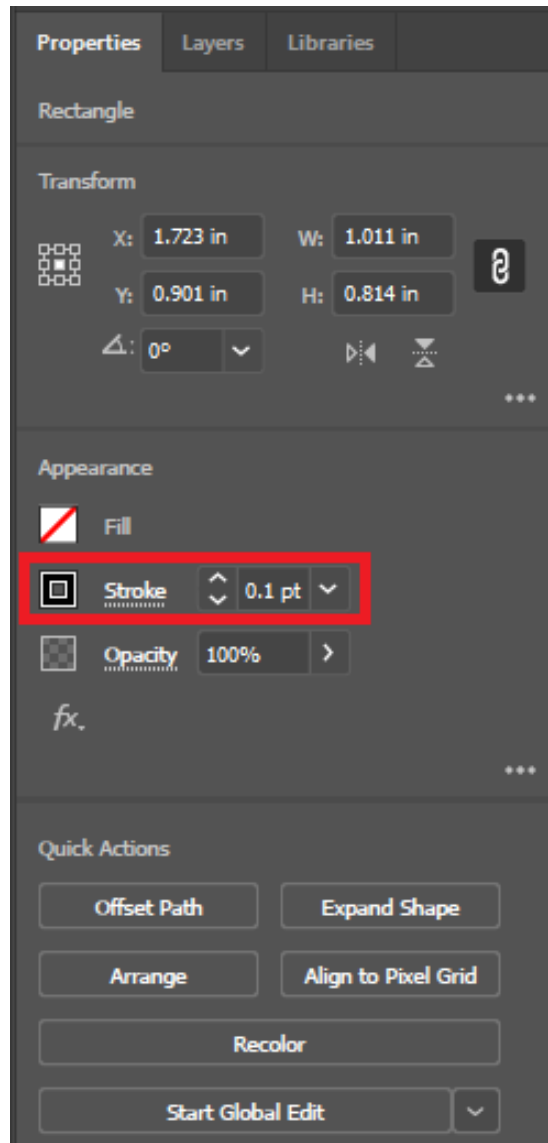 Properties Layers Libraries
Rectangle
Transform
X: 1.723 in W: 1.011 in
Y: 0.901 in H: 0.814 in
: 0°
Appearance
Fill
Stroke 0.1 pt
Opacity 100%
fx.
Quick Actions
Offset Path Expand Shape
Arrange Align to Pixel Grid
Recolor
Start Global Edit